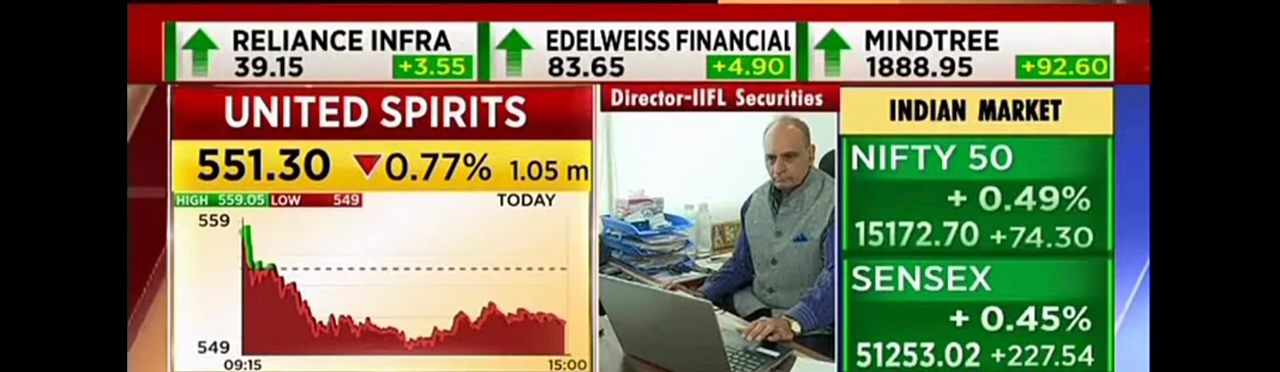 RELIANCE INFRA
39.15 +3.55
EDELWEISS FINANCIAL
83.65 +4.90
MINDTREE
1888.95 +92.60
UNITED SPIRITS
551.30 ▼0.77% 1.05 m
HIGH 559.05 LOW 549
TODAY
559
549
09:15 15:00
Director-IIFL Securities
INDIAN MARKET
NIFTY 50
+ 0.49%
15172.70 +74.30
SENSEX
+ 0.45%
51253.02 +227.54